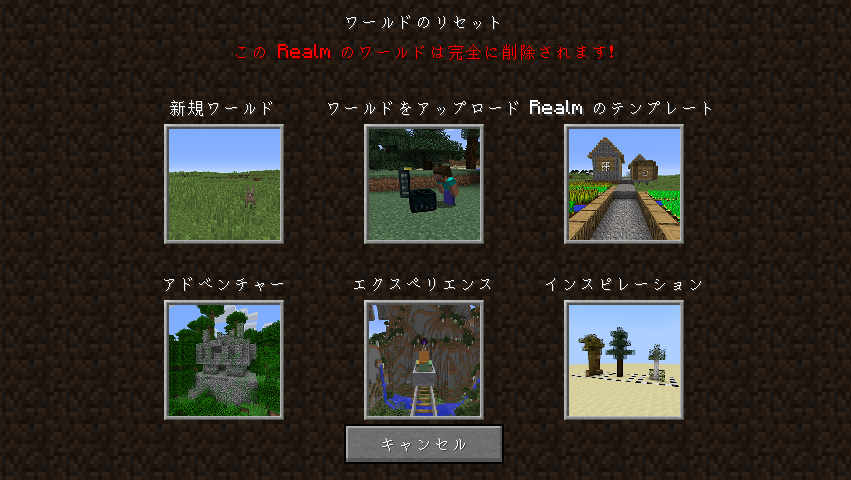 ワールドのリセット
この Realm のワールドは完全に削除されます!
新規ワールド
ワールドをアップロード
Realm のテンプレート
アドベンチャー
エクスペリエンス
インスピレーション
キャンセル